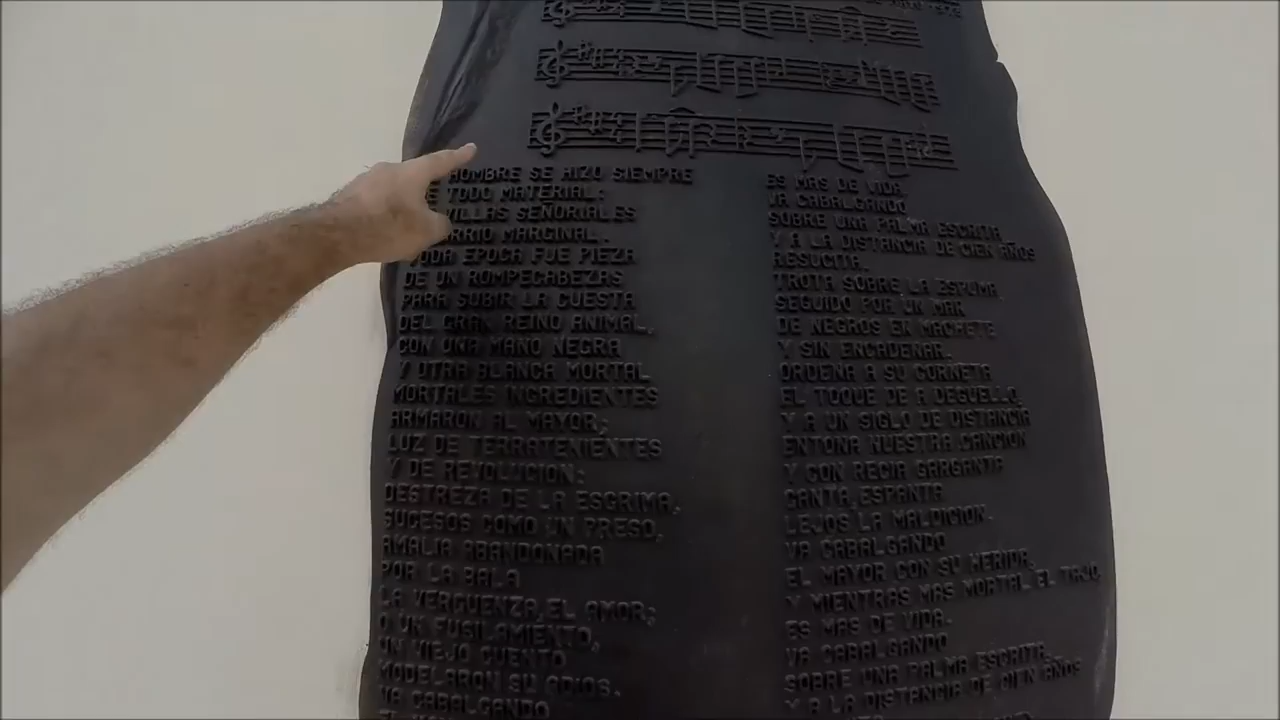 HOMBRE SE HIZO SIEMPRE
TODO MATERIAL:
VILLAS SEÑORIALES
BARRIO MARGINAL.
TODA EPOCA FUE PIEZA
DE UN ROMPECABEZAS
PARA SUBIR LA CUESTA
DEL GRAN REINO ANIMAL,
CON UNA MANO NEGRA
Y OTRA BLANCA MORTAL
MORTALES INGREDIENTES
ARMARON AL MAYOR;
LUZ DE TERRATENIENTES
Y DE REVOLUCION:
DESTREZA DE LA ESGRIMA,
SUCESOS COMO UN PRESO,
AMALIA ABANDONADA
POR LA BALA
LA VERGUENZA, EL AMOR;
O UN FUSILAMIENTO,
UN VIEJO CUENTO
MODELARON SU ADIOS.
VA CABALGANDO
ES MAS DE VIDA
VA CABALGANDO
SOBRE UNA PALMA ESCRITA
Y A LA DISTANCIA DE CIEN AÑOS
RESUCITA.
TROTA SOBRE LA ESPUMA
SEGUIDO POR UN MAR
DE NEGROS EN MACHETE
Y SIN ENCADENAR.
ORDENA A SU CORNETA
EL TOQUE DE A DEGUELLO,
Y A UN SIGLO DE DISTANCIA
ENTONA NUESTRA CANCION
Y CON RECIA GARGANTA
CANTA, ESPANTA
LEJOS LA MALDICION.
VA CABALGANDO
EL MAYOR CON SU HERIDA,
Y MIENTRAS MAS MORTAL EL TAJO,
ES MAS DE VIDA.
VA CABALGANDO
SOBRE UNA PALMA ESCRITA,
Y A LA DISTANCIA DE CIEN AÑOS